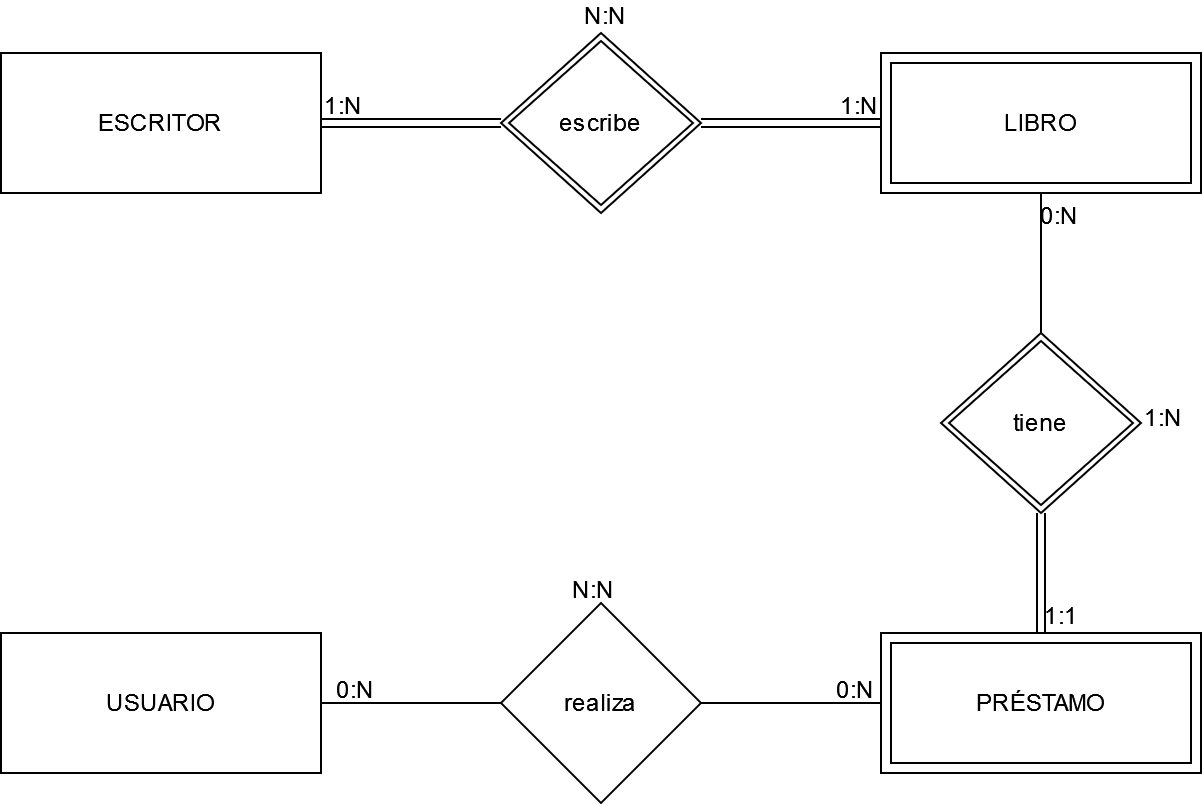 N:N
ESCRITOR
1:N
escribe
1:N
LIBRO
0:N
tiene
1:N
1:1
N:N
USUARIO
0:N
realiza
0:N
PRÉSTAMO